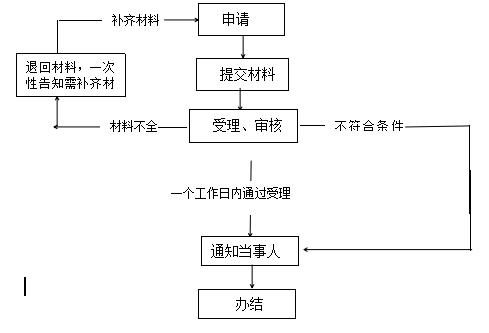 补齐材料
申请
退回材料，一次
性告知需补齐材
提交材料
材料不全
受理、审核
不符合条件
一个工作日内通过受理
通知当事人
办结